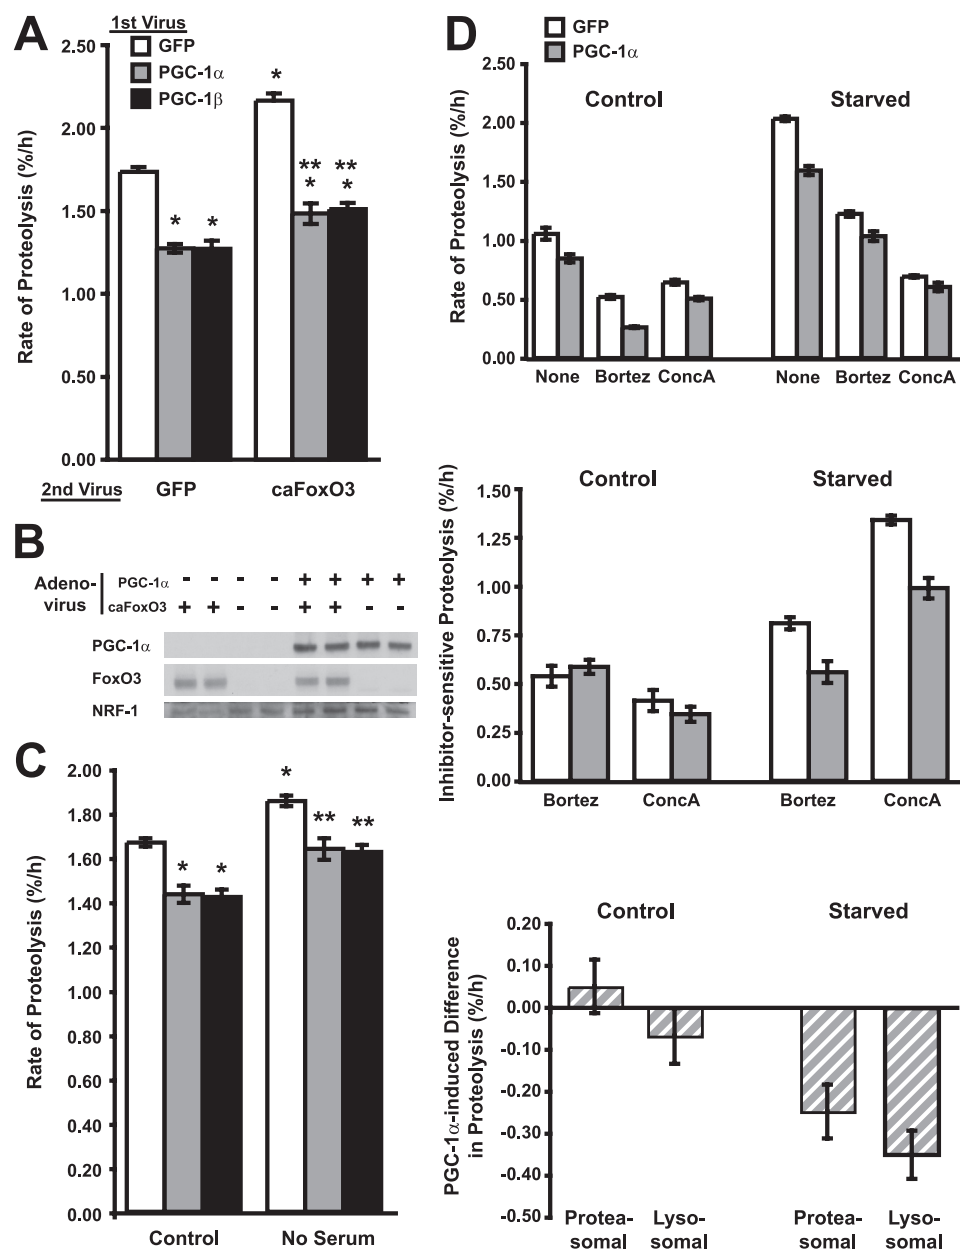 A
1st Virus
GFP
PGC-1α
PGC-1β
Rate of Proteolysis (%/h)
2.50
2.00
1.50
1.00
0.50
0.00
*
*
*
**
*
**
*
2nd Virus
GFP
caFoxO3
B
Adeno-
virus
PGC-1α - - - - + + + +
caFoxO3 + + - - + + - -
PGC-1α
FoxO3
NRF-1
C
Rate of Proteolysis (%/h)
2.00
1.80
1.60
1.40
1.20
1.00
0.80
0.60
0.40
0.20
0.00
*
*
*
**
**
Control
No Serum
D
GFP
PGC-1α
Rate of Proteolysis (%/h)
2.50
2.00
1.50
1.00
0.50
0.00
Control
Starved
None Bortez ConcA
None Bortez ConcA
Inhibitor-sensitive Proteolysis (%/h)
1.50
1.25
1.00
0.75
0.50
0.25
0.00
Control
Starved
Bortez ConcA
Bortez ConcA
PGC-1α-induced Difference
in Proteolysis (%/h)
0.20
0.10
0.00
-0.10
-0.20
-0.30
-0.40
-0.50
Control
Starved
Protea-
somal
Lyso-
somal
Protea-
somal
Lyso-
somal